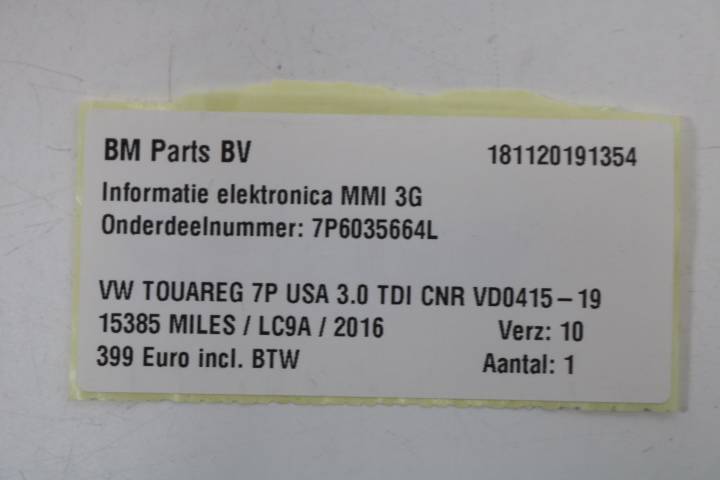 BM Parts BV 181120191354
Informatie elektronica MMI 3G
Onderdeelnummer: 7P6035664L
VW TOUAREG 7P USA 3.0 TDI CNR VD0415-19
15385 MILES / LC9A / 2016 Verz: 10
399 Euro incl. BTW Aantal: 1